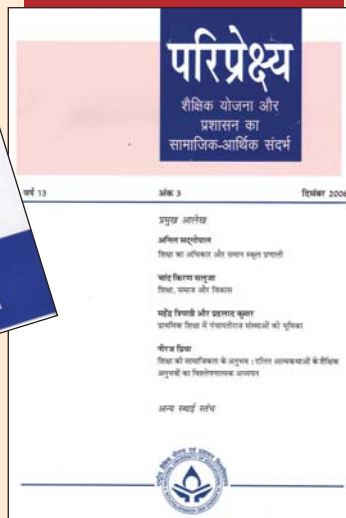 परिप्रेक्ष्य
शैक्षिक योजना और
प्रशासन का
सामाजिक-आर्थिक संदर्भ
वर्ष 13 अंक 3 दिसंबर 2006
प्रमुख आलेख
अनिल सद्गोपाल
शिक्षा का अधिकार और समान स्कूल प्रणाली
चांद किरण सलूजा
शिक्षा, समाज और विकास
महेंद्र त्रिपाठी और प्रहलाद कुमार
प्राथमिक शिक्षा में पंचायतीराज संस्थाओं की भूमिका
नीरज प्रिया
शिक्षा की सामाजिकता के अनुभव : दलित आत्मकथाओं के शैक्षिक
अनुभवों का विश्लेषणात्मक अध्ययन
अन्य स्थाई स्तंभ